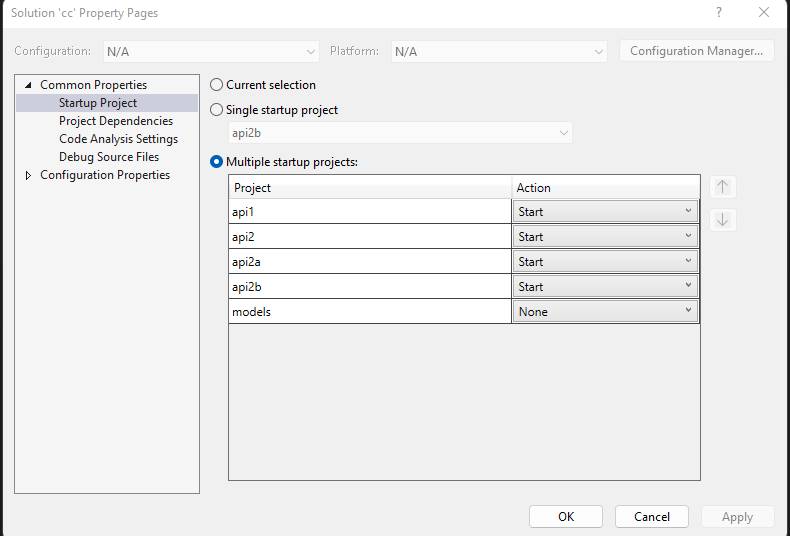 Solution 'cc' Property Pages
?
Configuration: N/A Platform: N/A Configuration Manager...
Common Properties
Startup Project
Project Dependencies
Code Analysis Settings
Debug Source Files
Configuration Properties
Current selection
Single startup project
api2b
Multiple startup projects:
Project Action
api1 Start
api2 Start
api2a Start
api2b Start
models None
OK Cancel Apply